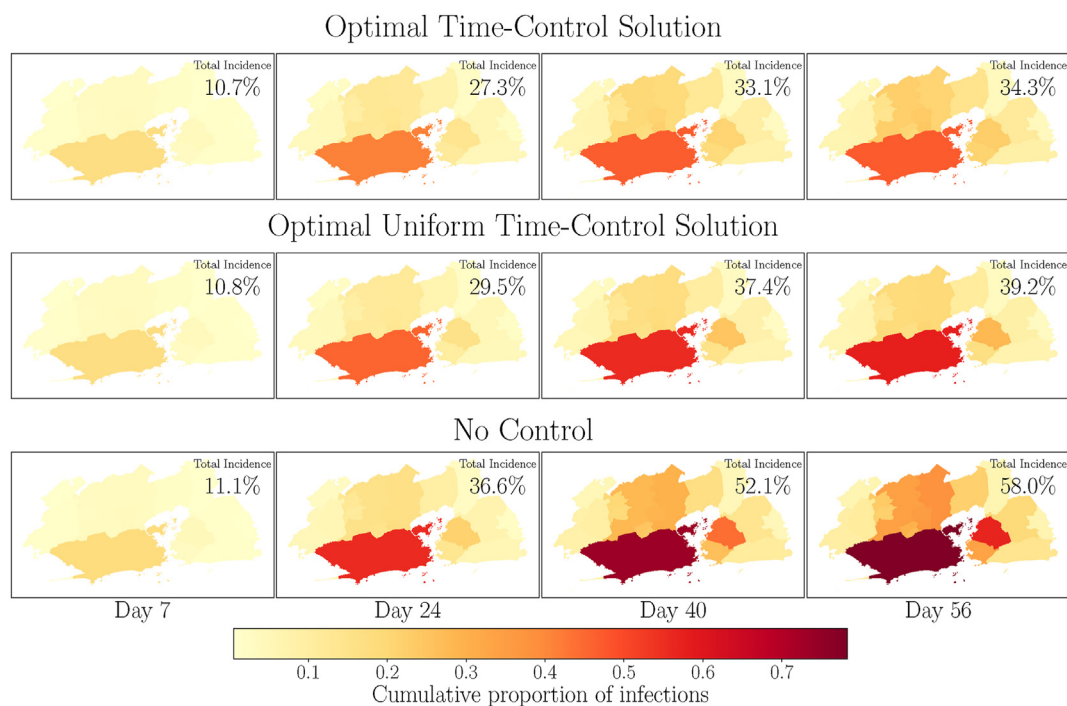 Optimal Time-Control Solution
Total Incidence Total Incidence Total Incidence Total Incidence
10.7% 27.3% 33.1% 34.3%
Optimal Uniform Time-Control Solution
Total Incidence Total Incidence Total Incidence Total Incidence
10.8% 29.5% 37.4% 39.2%
No Control
Total Incidence Total Incidence Total Incidence Total Incidence
11.1% 36.6% 52.1% 58.0%
Day 7 Day 24 Day 40 Day 56
0.1 0.2 0.3 0.4 0.5 0.6 0.7
Cumulative proportion of infections